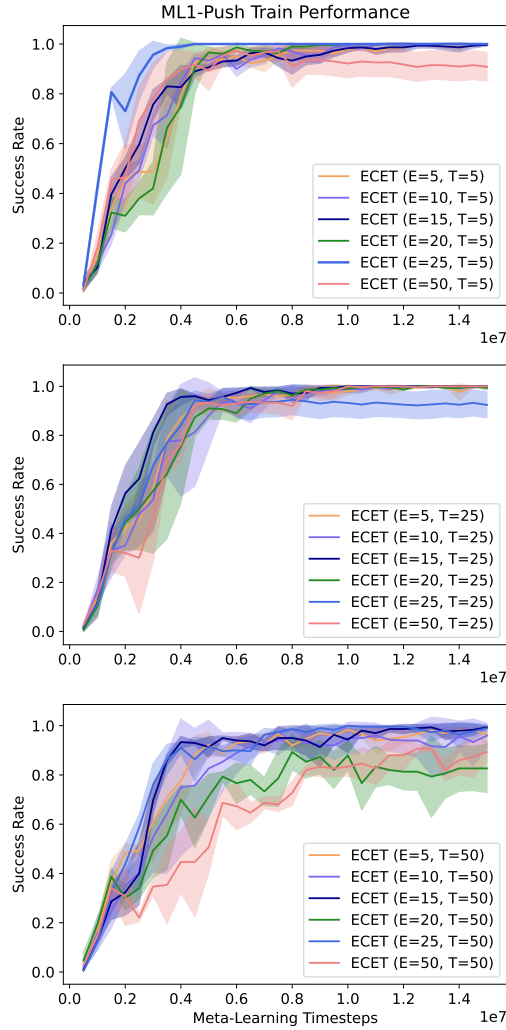 ML1-Push Train Performance
Success Rate
1.0
0.8
0.6
0.4
0.2
0.0
ECET (E=5, T=5)
ECET (E=10, T=5)
ECET (E=15, T=5)
ECET (E=20, T=5)
ECET (E=25, T=5)
ECET (E=50, T=5)
0.0 0.2 0.4 0.6 0.8 1.0 1.2 1.4
1e7
Success Rate
1.0
0.8
0.6
0.4
0.2
0.0
ECET (E=5, T=25)
ECET (E=10, T=25)
ECET (E=15, T=25)
ECET (E=20, T=25)
ECET (E=25, T=25)
ECET (E=50, T=25)
0.0 0.2 0.4 0.6 0.8 1.0 1.2 1.4
1e7
Success Rate
1.0
0.8
0.6
0.4
0.2
0.0
ECET (E=5, T=50)
ECET (E=10, T=50)
ECET (E=15, T=50)
ECET (E=20, T=50)
ECET (E=25, T=50)
ECET (E=50, T=50)
0.0 0.2 0.4 0.6 0.8 1.0 1.2 1.4
Meta-Learning Timesteps
1e7